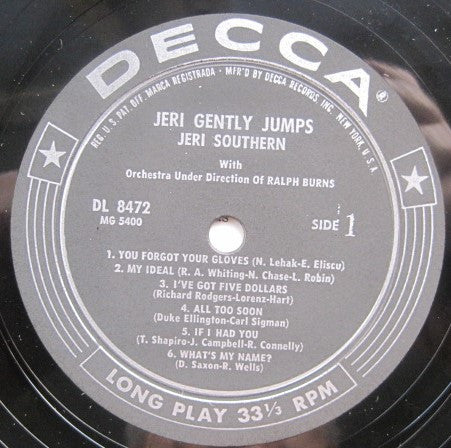 DECCA®
REG. U.S. PAT. OFF. MARCA REGISTRADA • MFR'D BY DECCA RECORDS, INC., NEW YORK, U.S.A.
JERI GENTLY JUMPS
JERI SOUTHERN
With
Orchestra Under Direction Of RALPH BURNS
DL 8472
MG 5400
SIDE 1
1. YOU FORGOT YOUR GLOVES (N. Lehak-E. Eliscu)
2. MY IDEAL (R. A. Whiting-N. Chase-L. Robin)
3. I'VE GOT FIVE DOLLARS
(Richard Rodgers-Lorenz-Hart)
4. ALL TOO SOON
(Duke Ellington-Carl Sigman)
5. IF I HAD YOU
(T. Shapiro-J. Campbell-R. Connelly)
6. WHAT'S MY NAME?
(D. Saxon-R. Wells)
LONG PLAY 33⅓ RPM